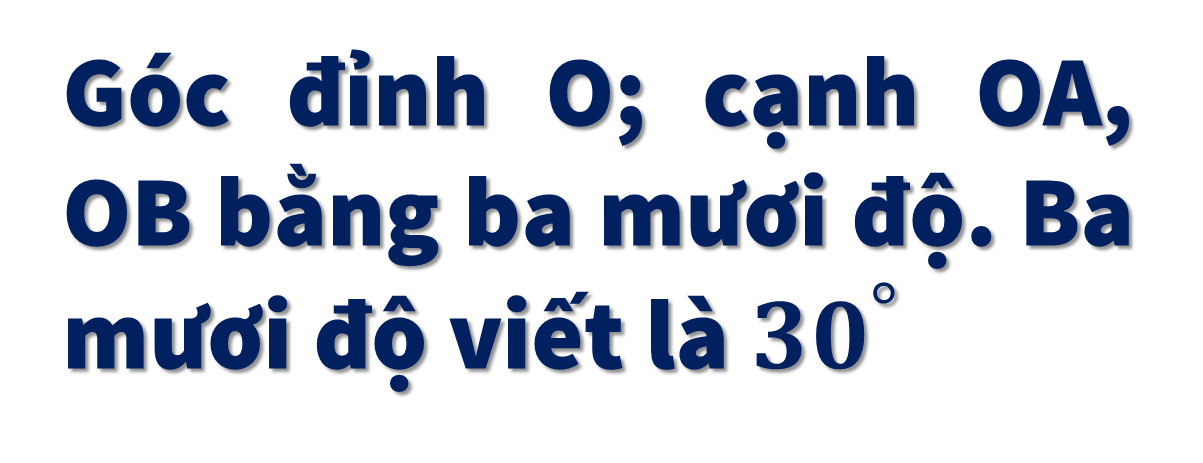 Góc đỉnh O; cạnh OA,
OB bằng ba mươi độ. Ba
mươi độ viết là 30°